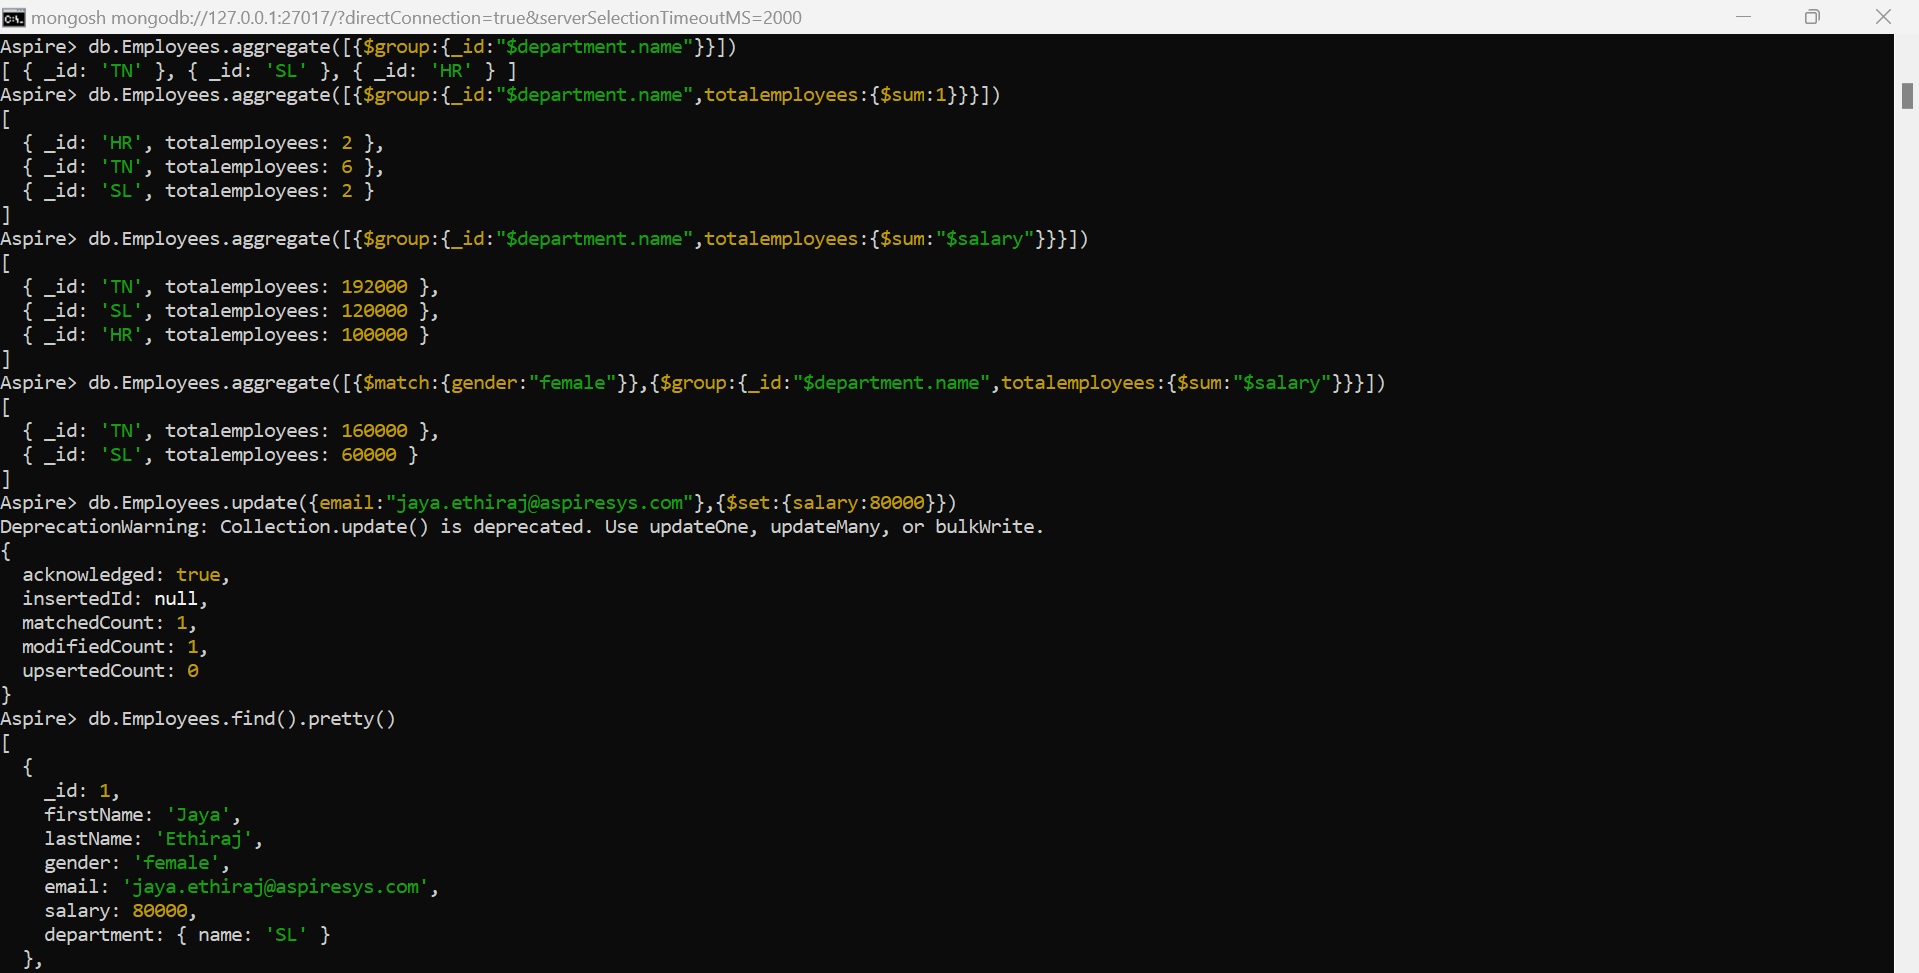 mongosh mongodb://127.0.0.1:27017/?directConnection=true&serverSelectionTimeoutMS=2000
Aspire> db.Employees.aggregate([{$group:{_id:"$department.name"}}])
[ { _id: 'TN' }, { _id: 'SL' }, { _id: 'HR' } ]
Aspire> db.Employees.aggregate([{$group:{_id:"$department.name",totalemployees:{$sum:1}}}])
[
  { _id: 'HR', totalemployees: 2 },
  { _id: 'TN', totalemployees: 6 },
  { _id: 'SL', totalemployees: 2 }
]
Aspire> db.Employees.aggregate([{$group:{_id:"$department.name",totalemployees:{$sum:"$salary"}}}])
[
  { _id: 'TN', totalemployees: 192000 },
  { _id: 'SL', totalemployees: 120000 },
  { _id: 'HR', totalemployees: 100000 }
]
Aspire> db.Employees.aggregate([{$match:{gender:"female"}},{$group:{_id:"$department.name",totalemployees:{$sum:"$salary"}}}])
[
  { _id: 'TN', totalemployees: 160000 },
  { _id: 'SL', totalemployees: 60000 }
]
Aspire> db.Employees.update({email:"jaya.ethiraj@aspiresys.com"},{$set:{salary:80000}})
DeprecationWarning: Collection.update() is deprecated. Use updateOne, updateMany, or bulkWrite.
{
  acknowledged: true,
  insertedId: null,
  matchedCount: 1,
  modifiedCount: 1,
  upsertedCount: 0
}
Aspire> db.Employees.find().pretty()
[
  {
    _id: 1,
    firstName: 'Jaya',
    lastName: 'Ethiraj',
    gender: 'female',
    email: 'jaya.ethiraj@aspiresys.com',
    salary: 80000,
    department: { name: 'SL' }
  },